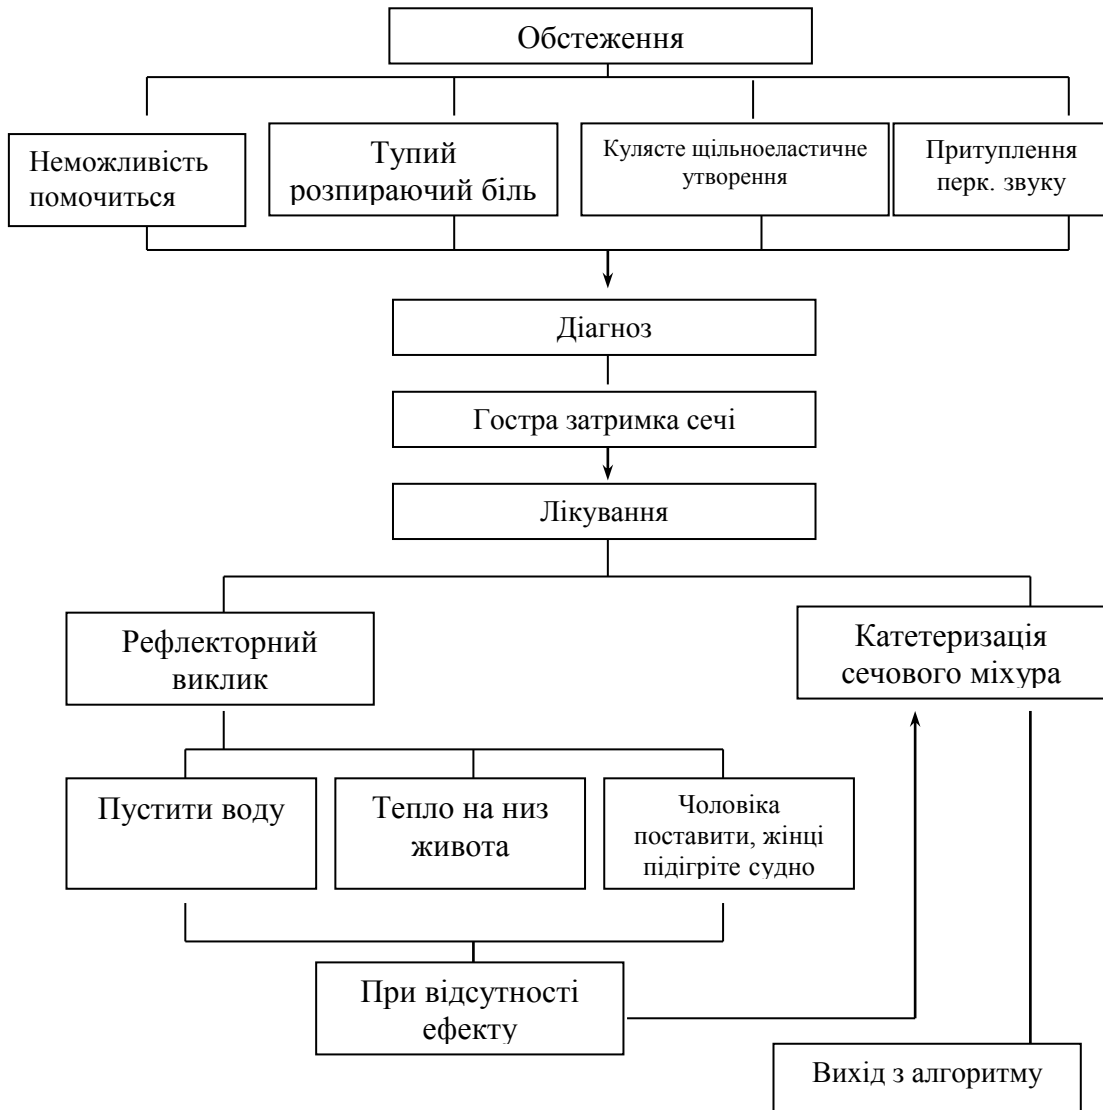 Обстеження
Неможливість
помочиться
Тупий
розпираючий біль
Кулясте щільноеластичне
утворення
Притуплення
перк. звуку
Діагноз
Гостра затримка сечі
Лікування
Рефлекторний
виклик
Катетеризація
сечового міхура
Пустити воду
Тепло на низ
живота
Чоловіка
поставити, жінці
підігріте судно
При відсутності
ефекту
Вихід з алгоритму